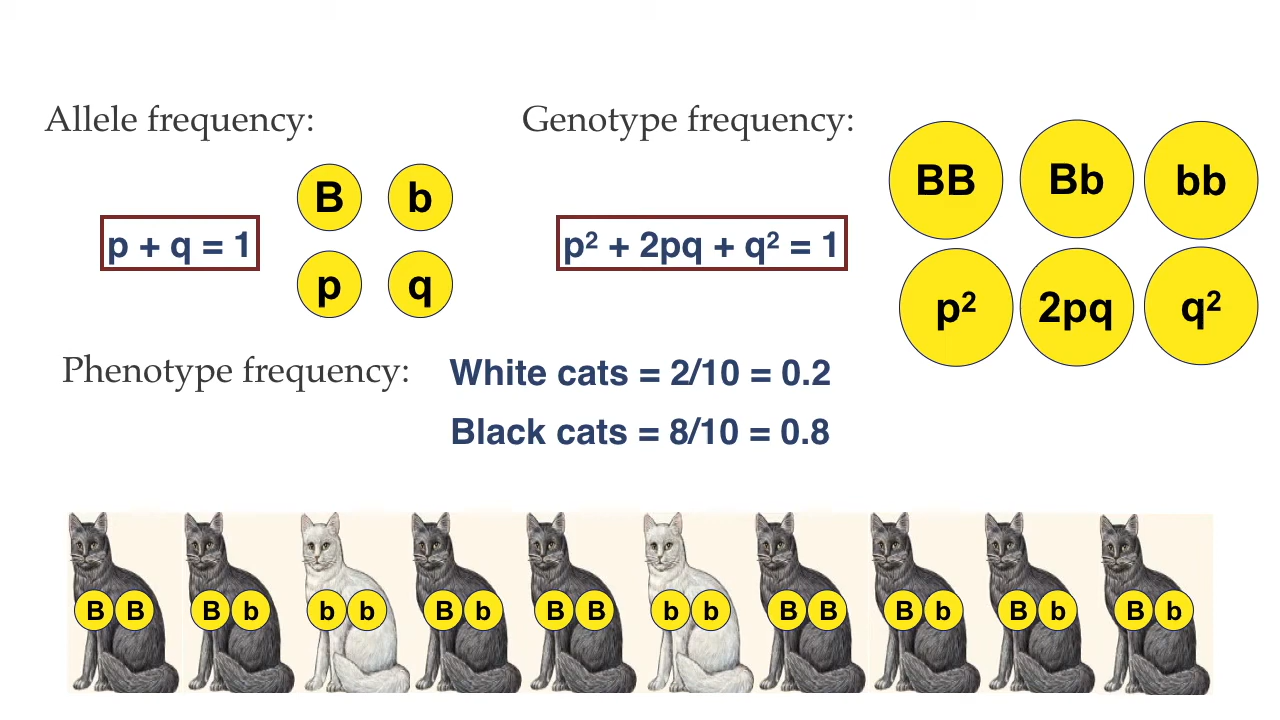 Allele frequency:
B b
p + q = 1
p q
Genotype frequency:
BB Bb bb
p² + 2pq + q² = 1
p² 2pq q²
Phenotype frequency:
White cats = 2/10 = 0.2
Black cats = 8/10 = 0.8
B B B b b b B b B B b b B B B b B b B b